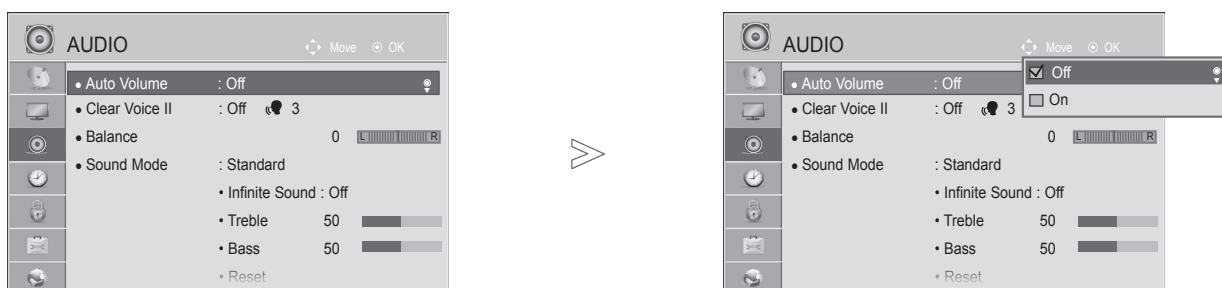 AUDIO
Move OK
• Auto Volume : Off
• Clear Voice II : Off 3
• Balance 0 L R
• Sound Mode : Standard
• Infinite Sound : Off
• Treble 50
• Bass 50
• Reset
>
AUDIO
Move OK
• Auto Volume : Off
Off
On
• Clear Voice II : Off 3
• Balance 0 L R
• Sound Mode : Standard
• Infinite Sound : Off
• Treble 50
• Bass 50
• Reset